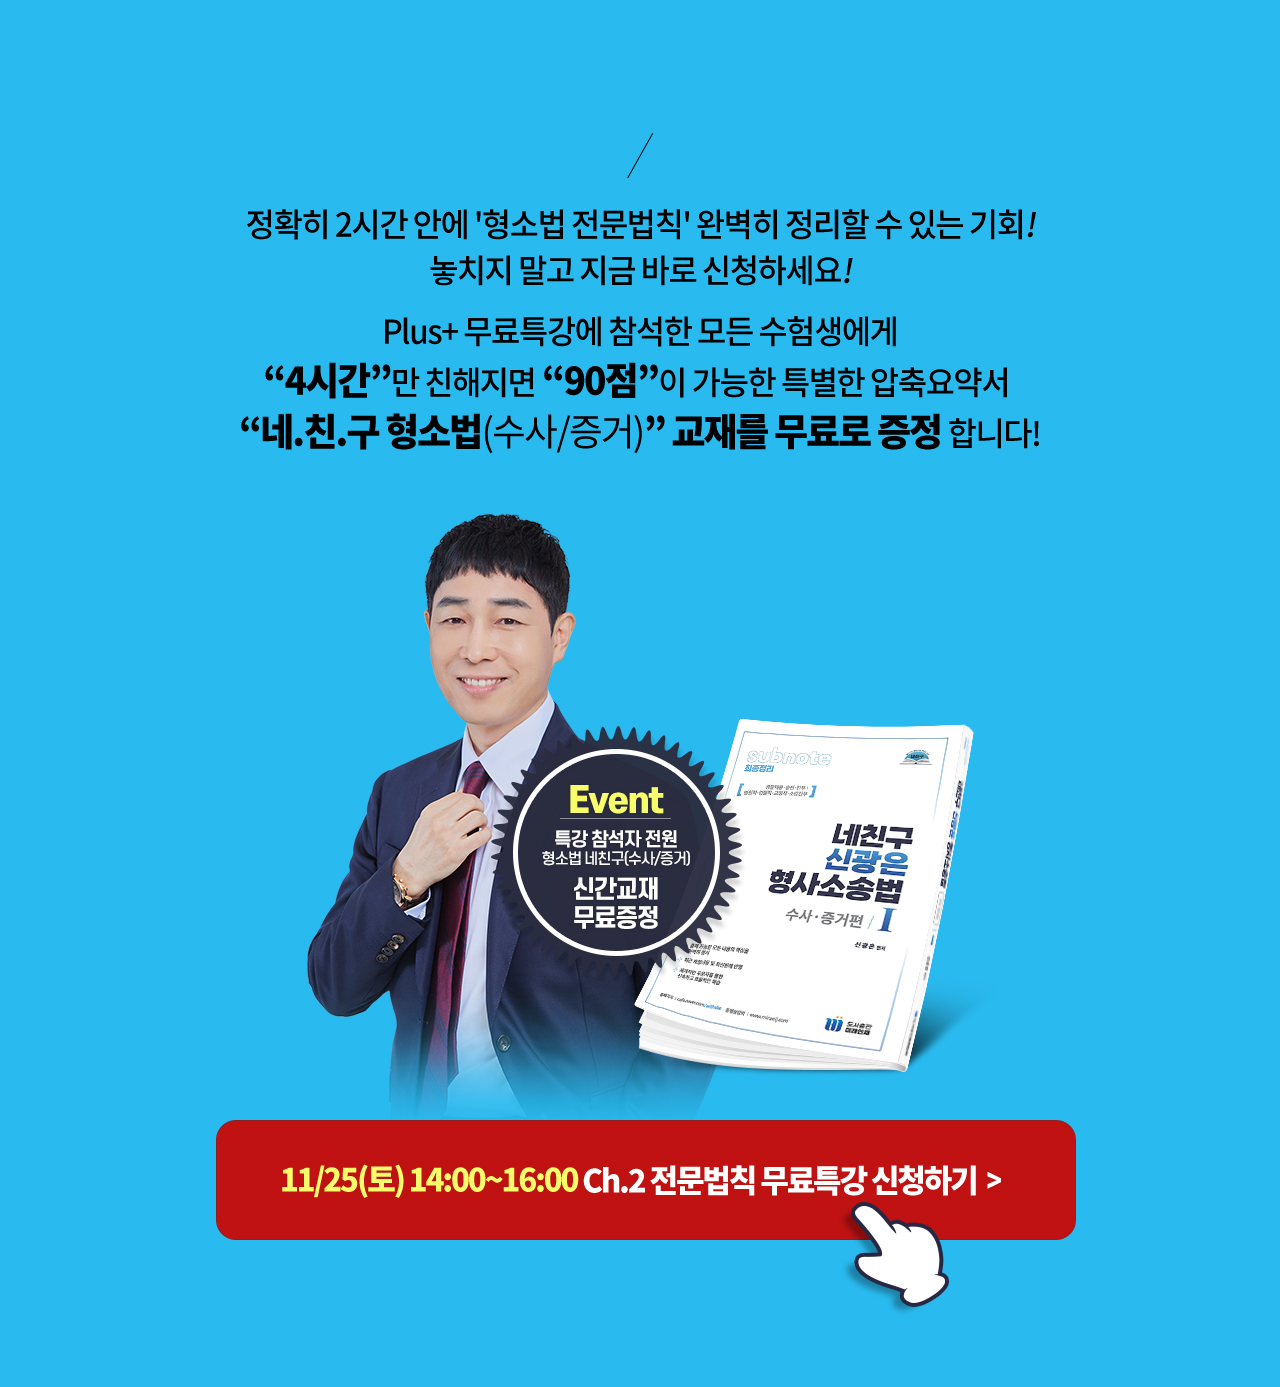 정확히 2시간 안에 '형소법 전문법칙' 완벽히 정리할 수 있는 기회!
놓치지 말고 지금 바로 신청하세요!
Plus+ 무료특강에 참석한 모든 수험생에게
“4시간”만 친해지면 “90점”이 가능한 특별한 압축요약서
“네.친.구 형소법(수사/증거)” 교재를 무료로 증정 합니다!
Event
특강 참석자 전원
형소법 네친구(수사/증거)
신간교재
무료증정
subnote
최종정리
네친구
신광은
형사소송법
수사·증거편 / I
신광은 편저
도서출판
미래인재
11/25(토) 14:00~16:00 Ch.2 전문법칙 무료특강 신청하기 >